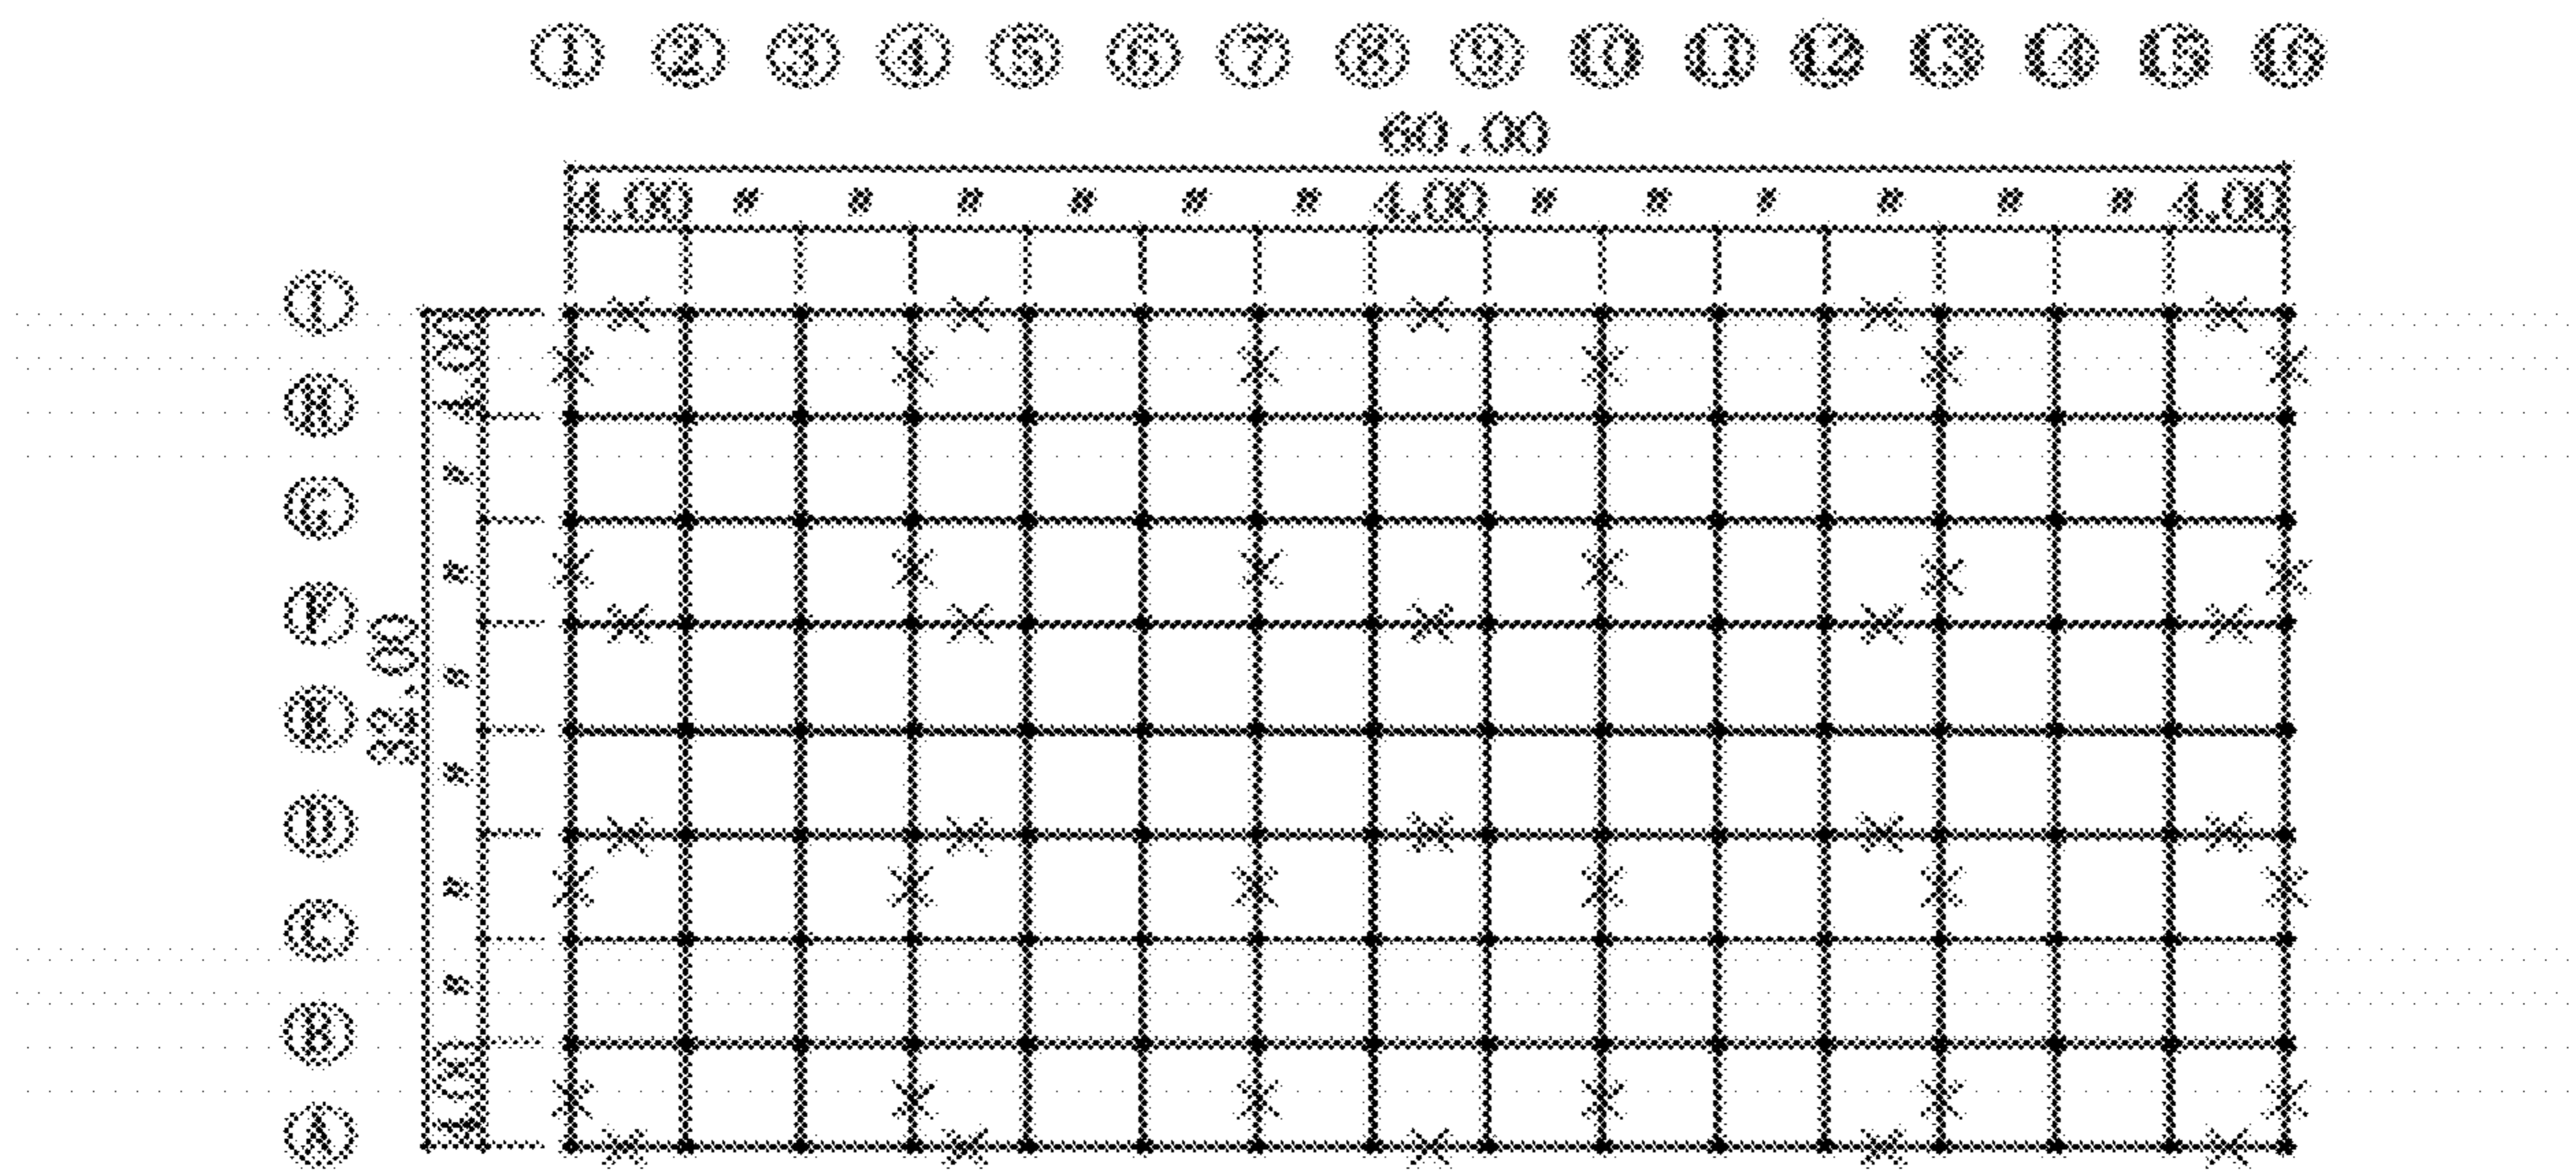 1 2 3 4 5 6 7 8 9 10 11 12 13 14 15 16
60.00
4.00 " " " " " " 4.00 " " " " " " 4.00
I
H
G
F
E
D
C
B
A
4.00 " " " " " " 4.00
32.00